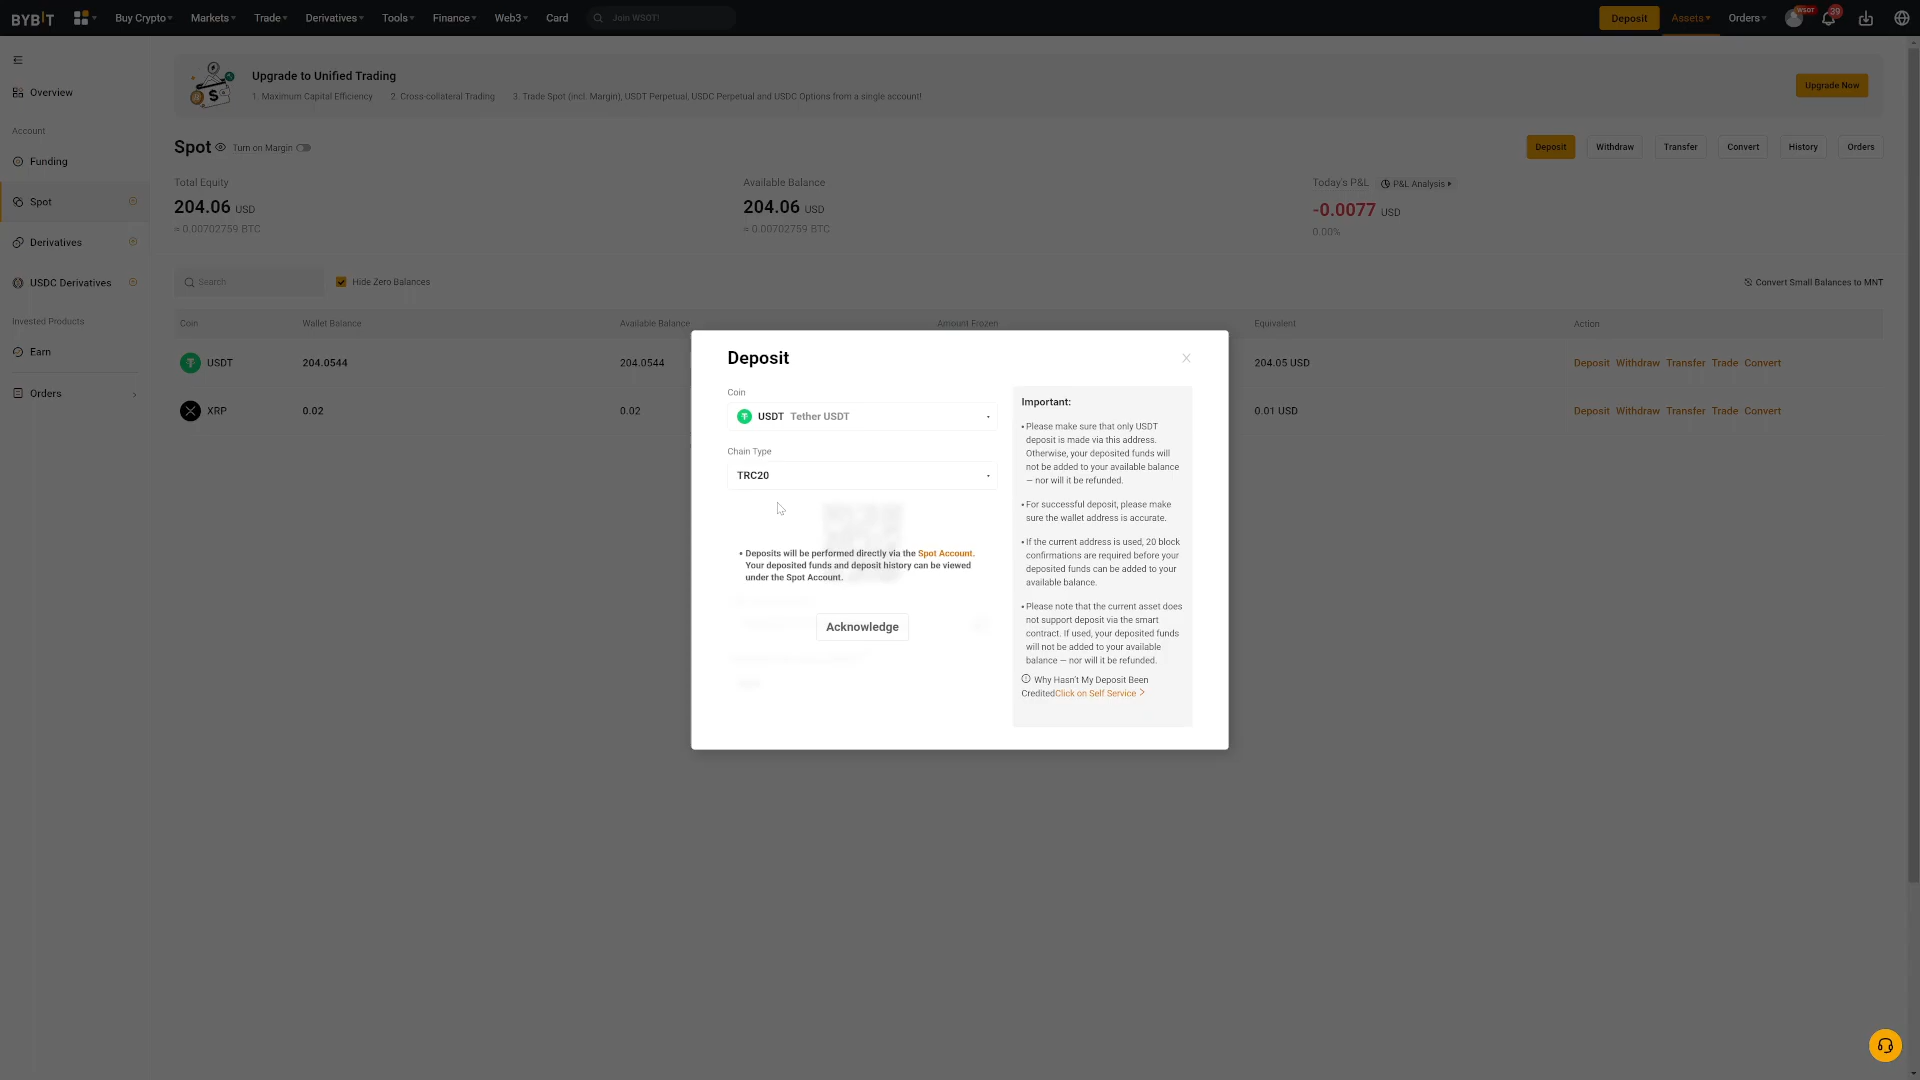 BYBIT Buy Crypto Markets Trade Derivatives Tools Finance Web3 Card Join WSOT! Deposit Assets Orders WSOT 39
Upgrade to Unified Trading
1. Maximum Capital Efficiency 2. Cross-collateral Trading 3. Trade Spot (incl. Margin), USDT Perpetual, USDC Perpetual and USDC Options from a single account!
Upgrade Now
Overview
Account
Funding
Spot
Derivatives
USDC Derivatives
Invested Products
Earn
Orders
Spot Turn on Margin
Deposit Withdraw Transfer Convert History Orders
Total Equity Available Balance Today's P&L P&L Analysis
204.06 USD 204.06 USD -0.0077 USD
≈ 0.00702759 BTC ≈ 0.00702759 BTC 0.00%
Search Hide Zero Balances Convert Small Balances to MNT
Coin Wallet Balance Available Balance Amount Frozen Equivalent Action
USDT 204.0544 204.0544 204.05 USD Deposit Withdraw Transfer Trade Convert
XRP 0.02 0.02 0.01 USD Deposit Withdraw Transfer Trade Convert
Deposit
Coin
USDT Tether USDT
Chain Type
TRC20
• Deposits will be performed directly via the Spot Account.
Your deposited funds and deposit history can be viewed
under the Spot Account.
Acknowledge
Important:
• Please make sure that only USDT
deposit is made via this address.
Otherwise, your deposited funds will
not be added to your available balance
— nor will it be refunded.
• For successful deposit, please make
sure the wallet address is accurate.
• If the current address is used, 20 block
confirmations are required before your
deposited funds can be added to your
available balance.
• Please note that the current asset does
not support deposit via the smart
contract. If used, your deposited funds
will not be added to your available
balance — nor will it be refunded.
Why Hasn't My Deposit Been
CreditedClick on Self Service >